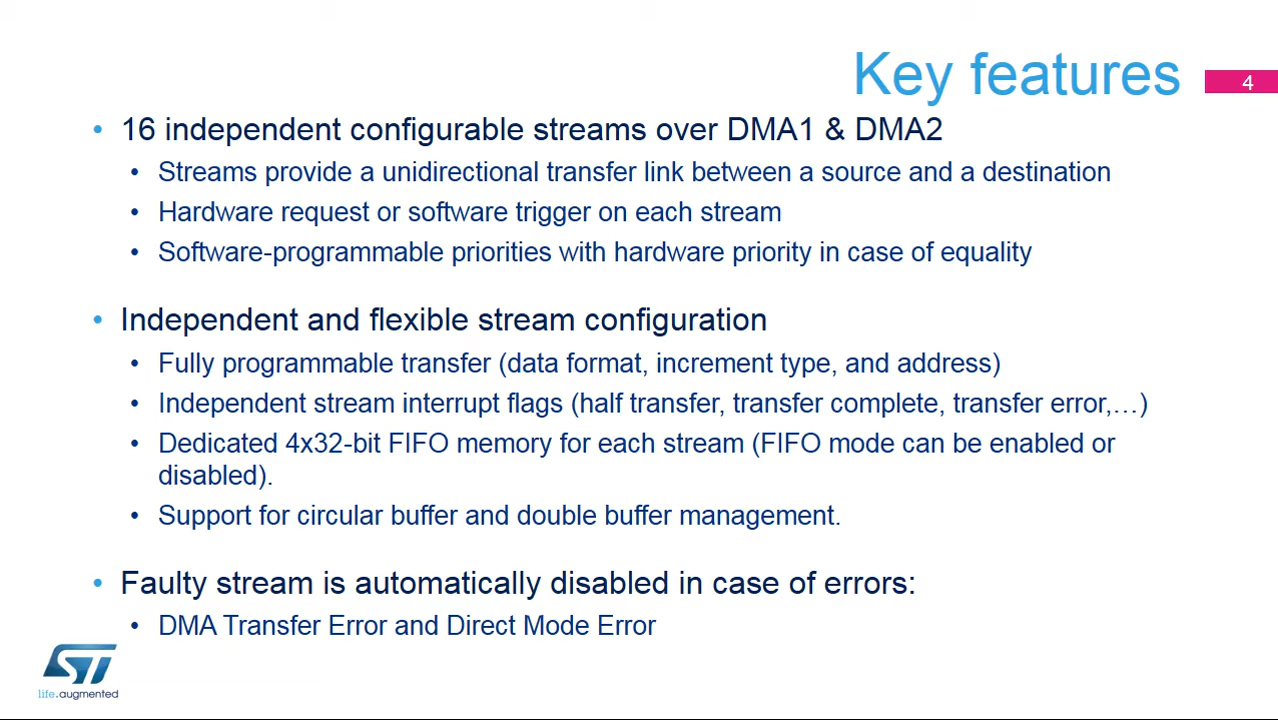 Key features
4
• 16 independent configurable streams over DMA1 & DMA2
• Streams provide a unidirectional transfer link between a source and a destination
• Hardware request or software trigger on each stream
• Software-programmable priorities with hardware priority in case of equality
• Independent and flexible stream configuration
• Fully programmable transfer (data format, increment type, and address)
• Independent stream interrupt flags (half transfer, transfer complete, transfer error,…)
• Dedicated 4x32-bit FIFO memory for each stream (FIFO mode can be enabled or
disabled).
• Support for circular buffer and double buffer management.
• Faulty stream is automatically disabled in case of errors:
• DMA Transfer Error and Direct Mode Error
ST
life.augmented